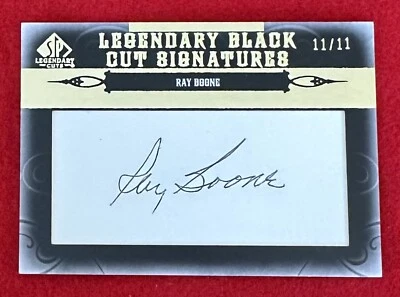 SP
LEGENDARY
CUTS
LEGENDARY BLACK
CUT SIGNATURES
11/11
RAY BOONE
Ray Boone